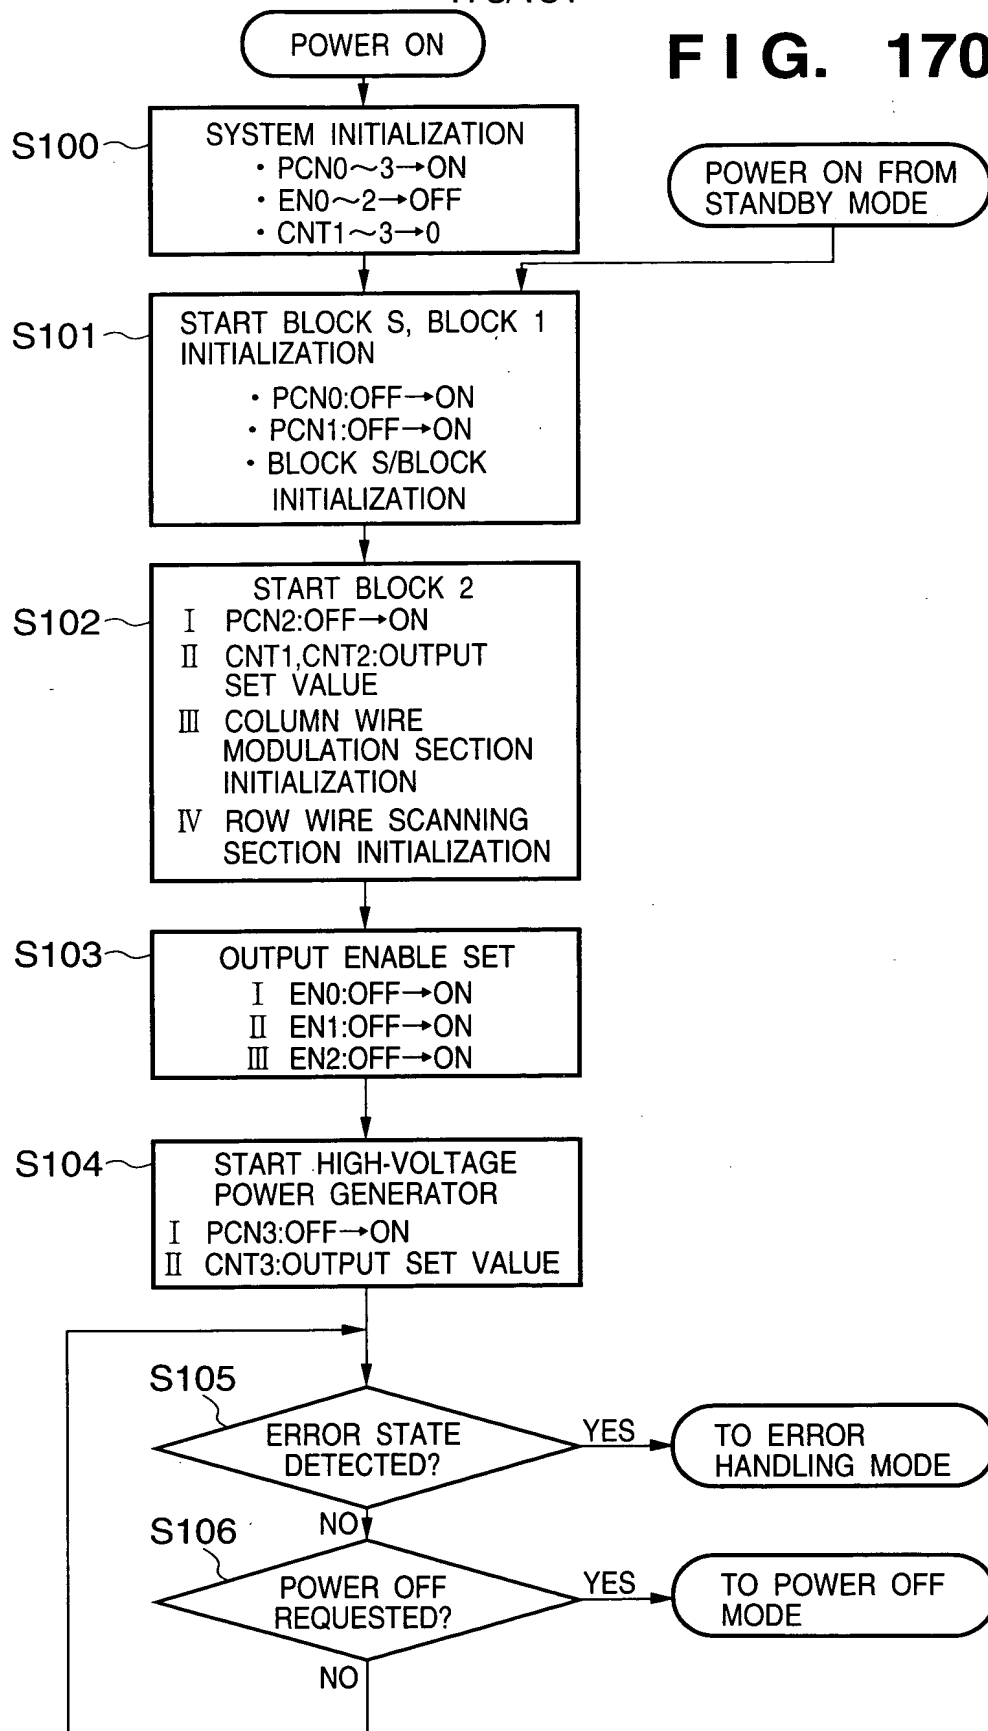 POWER ON
FIG. 170
S100
SYSTEM INITIALIZATION
・PCN0~3→ON
・EN0~2→OFF
・CNT1~3→0
POWER ON FROM
STANDBY MODE
S101
START BLOCK S, BLOCK 1
INITIALIZATION
・PCN0:OFF→ON
・PCN1:OFF→ON
・BLOCK S/BLOCK
INITIALIZATION
S102
START BLOCK 2
Ⅰ PCN2:OFF→ON
Ⅱ CNT1,CNT2:OUTPUT
SET VALUE
Ⅲ COLUMN WIRE
MODULATION SECTION
INITIALIZATION
Ⅳ ROW WIRE SCANNING
SECTION INITIALIZATION
S103
OUTPUT ENABLE SET
Ⅰ EN0:OFF→ON
Ⅱ EN1:OFF→ON
Ⅲ EN2:OFF→ON
S104
START HIGH-VOLTAGE
POWER GENERATOR
Ⅰ PCN3:OFF→ON
Ⅱ CNT3:OUTPUT SET VALUE
S105
ERROR STATE
DETECTED?
YES
TO ERROR
HANDLING MODE
NO
S106
POWER OFF
REQUESTED?
YES
TO POWER OFF
MODE
NO